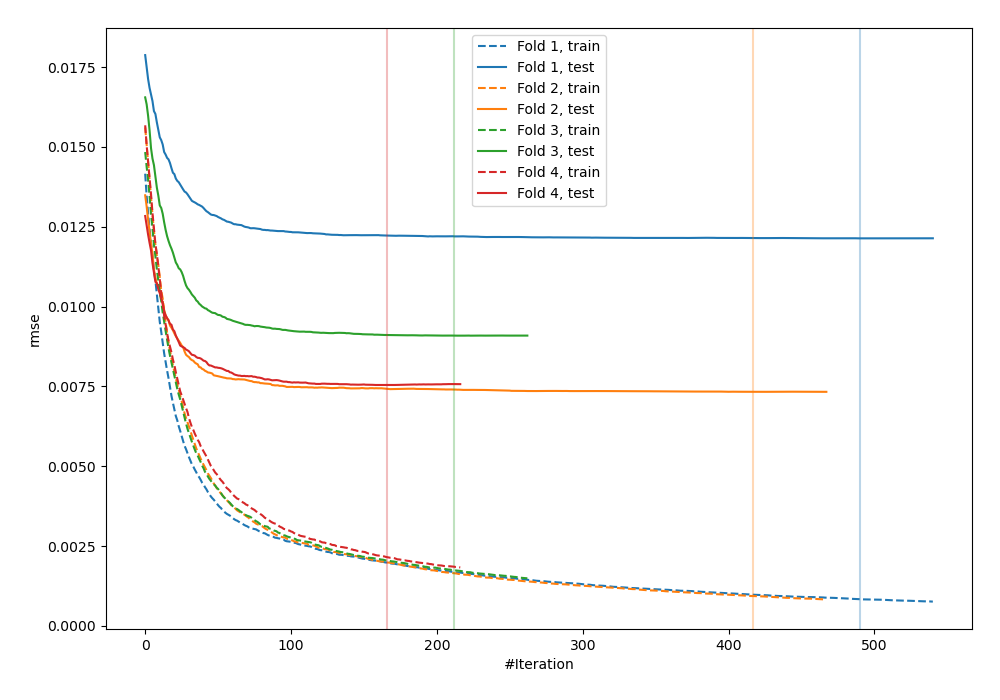 Fold 1, train
Fold 1, test
Fold 2, train
Fold 2, test
Fold 3, train
Fold 3, test
Fold 4, train
Fold 4, test
rmse
0.0175
0.0150
0.0125
0.0100
0.0075
0.0050
0.0025
0.0000
0 100 200 300 400 500
#Iteration